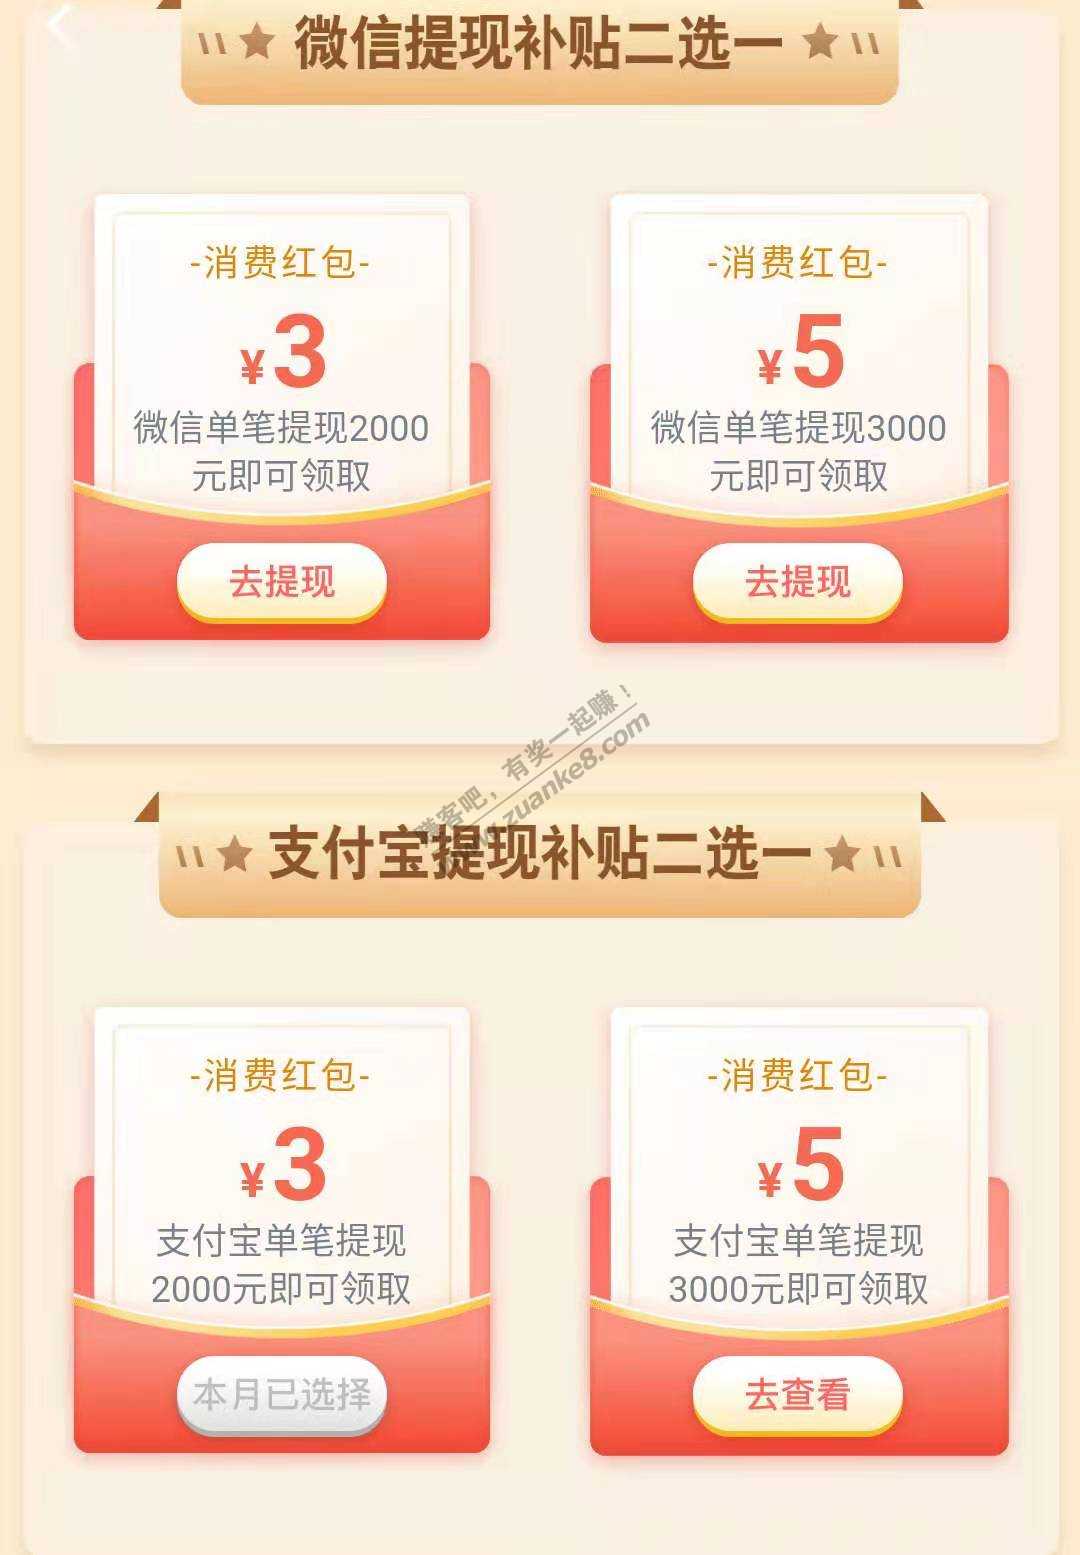 微信提现补贴二选一
-消费红包-
¥3
微信单笔提现2000
元即可领取
去提现
-消费红包-
¥5
微信单笔提现3000
元即可领取
去提现
赚客吧，有奖一起赚！
www.zuanke8.com
支付宝提现补贴二选一
-消费红包-
¥3
支付宝单笔提现
2000元即可领取
本月已选择
-消费红包-
¥5
支付宝单笔提现
3000元即可领取
去查看